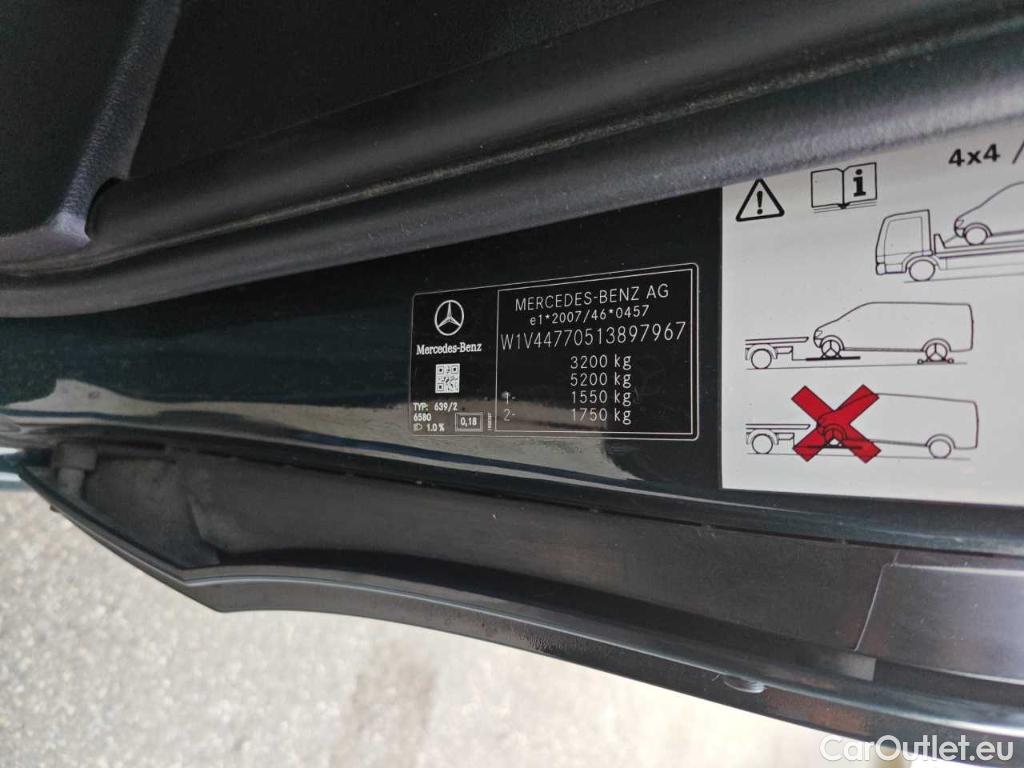 4x4 /
i
MERCEDES-BENZ AG
e1*2007/46*0457
W1V44770513897967
3200 kg
5200 kg
1- 1550 kg
2- 1750 kg
Mercedes-Benz
TYP: 639/2
6580
1.0 %
0,18
CarOutlet.eu